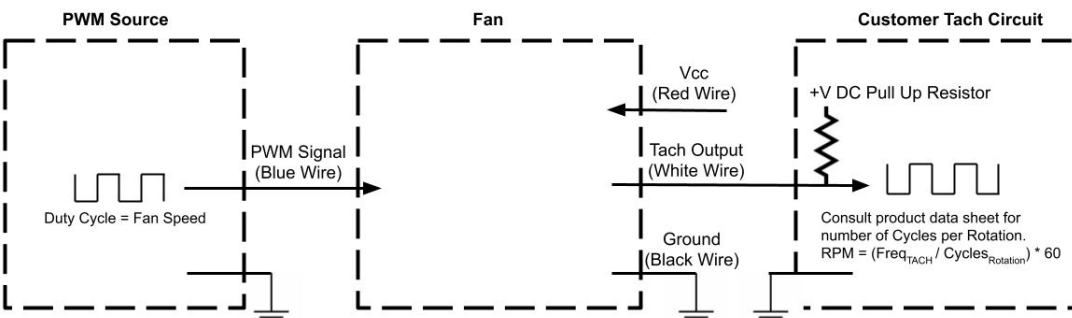 PWM Source
Fan
Customer Tach Circuit
Vcc
(Red Wire)
+V DC Pull Up Resistor
PWM Signal
(Blue Wire)
Tach Output
(White Wire)
Duty Cycle = Fan Speed
Consult product data sheet for
number of Cycles per Rotation.
RPM = (Freq_TACH / Cycles_Rotation) * 60
Ground
(Black Wire)